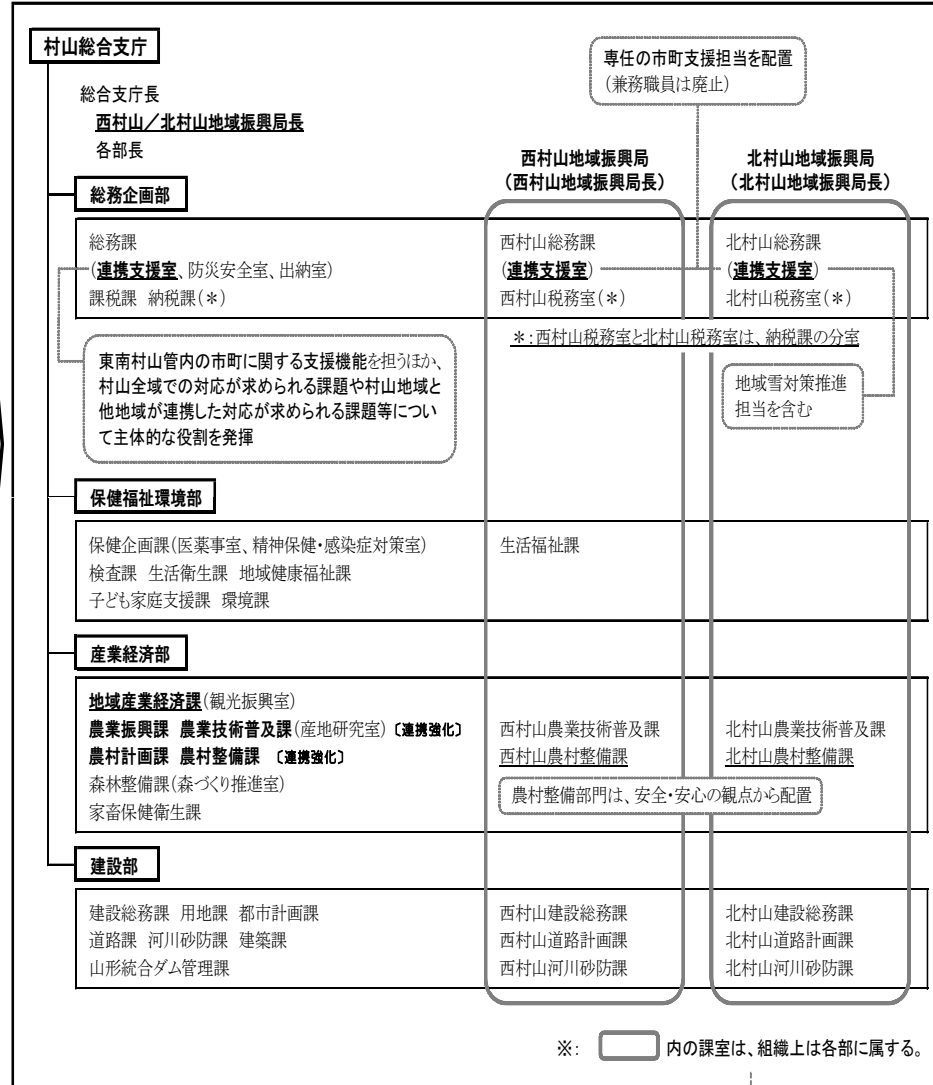 村山総合支庁
専任の市町支援担当を配置
(兼務職員は廃止)
総合支庁長
西村山／北村山地域振興局長
各部長
西村山地域振興局
(西村山地域振興局長)
北村山地域振興局
(北村山地域振興局長)
総務企画部
総務課
(連携支援室、防災安全室、出納室)
課税課 納税課(＊)
西村山総務課
(連携支援室)
西村山税務室(＊)
北村山総務課
(連携支援室)
北村山税務室(＊)
＊:西村山税務室と北村山税務室は、納税課の分室
東南村山管内の市町に関する支援機能を担うほか、
村山全域での対応が求められる課題や村山地域と
他地域が連携した対応が求められる課題等につい
て主体的な役割を発揮
地域雪対策推進
担当を含む
保健福祉環境部
保健企画課(医薬事室、精神保健・感染症対策室)
検査課 生活衛生課 地域健康福祉課
子ども家庭支援課 環境課
生活福祉課
産業経済部
地域産業経済課(観光振興室)
農業振興課 農業技術普及課(産地研究室)〔連携強化〕
農村計画課 農村整備課 〔連携強化〕
森林整備課(森づくり推進室)
家畜保健衛生課
西村山農業技術普及課
西村山農村整備課
北村山農業技術普及課
北村山農村整備課
農村整備部門は、安全・安心の観点から配置
建設部
建設総務課 用地課 都市計画課
道路課 河川砂防課 建築課
山形統合ダム管理課
西村山建設総務課
西村山道路計画課
西村山河川砂防課
北村山建設総務課
北村山道路計画課
北村山河川砂防課
※: 内の課室は、組織上は各部に属する。